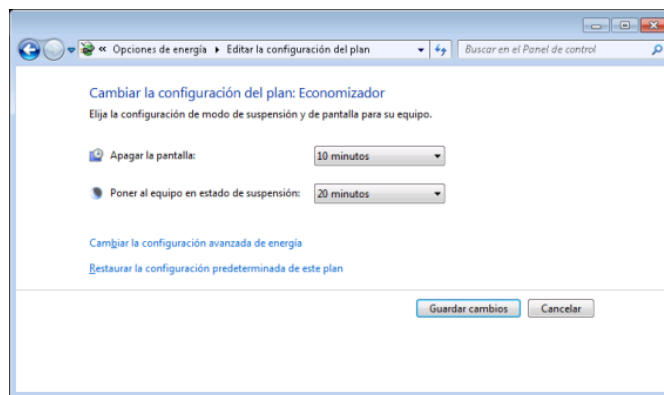 « Opciones de energía ▸ Editar la configuración del plan
Buscar en el Panel de control
Cambiar la configuración del plan: Economizador
Elija la configuración de modo de suspensión y de pantalla para su equipo.
Apagar la pantalla: 10 minutos
Poner al equipo en estado de suspensión: 20 minutos
Cambiar la configuración avanzada de energía
Restaurar la configuración predeterminada de este plan
Guardar cambios Cancelar